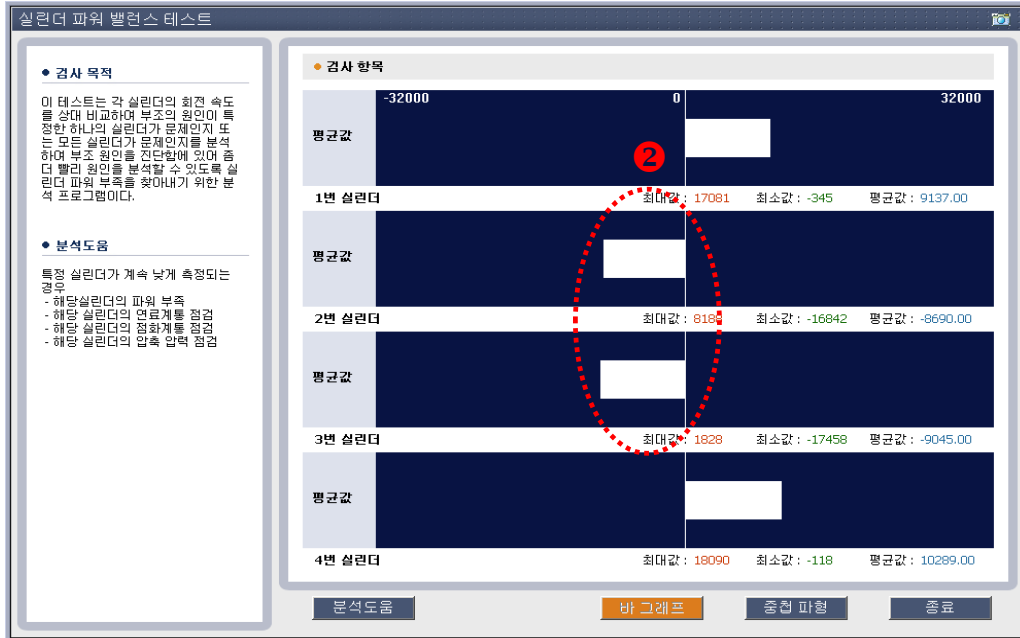 실린더 파워 밸런스 테스트
● 검사 목적
이 테스트는 각 실린더의 회전 속도
를 상대 비교하여 부조의 원인이 특
정한 하나의 실린더가 문제인지 또
는 모든 실린더가 문제인지를 분석
하며 부조 원인을 진단함에 있어 좀
더 빨리 원인을 분석할 수 있도록 실
린더 파워 부족을 찾아내기 위한 분
석 프로그램이다.
● 분석도움
특정 실린더가 계속 낮게 측정되는
경우
- 해당실린더의 파워 부족
- 해당 실린더의 연료계통 점검
- 해당 실린더의 점화계통 점검
- 해당 실린더의 압축 압력 점검
● 검사 항목
-32000 0 32000
평균값
2
1번 실린더 최대값 : 17081 최소값 : -345 평균값 : 9137.00
평균값
2번 실린더 최대값 : 8188 최소값 : -16842 평균값 : -8690.00
평균값
3번 실린더 최대값 : 1828 최소값 : -17458 평균값 : -9045.00
평균값
4번 실린더 최대값 : 18090 최소값 : -118 평균값 : 10289.00
분석도움 바 그래프 중첩 파형 종료